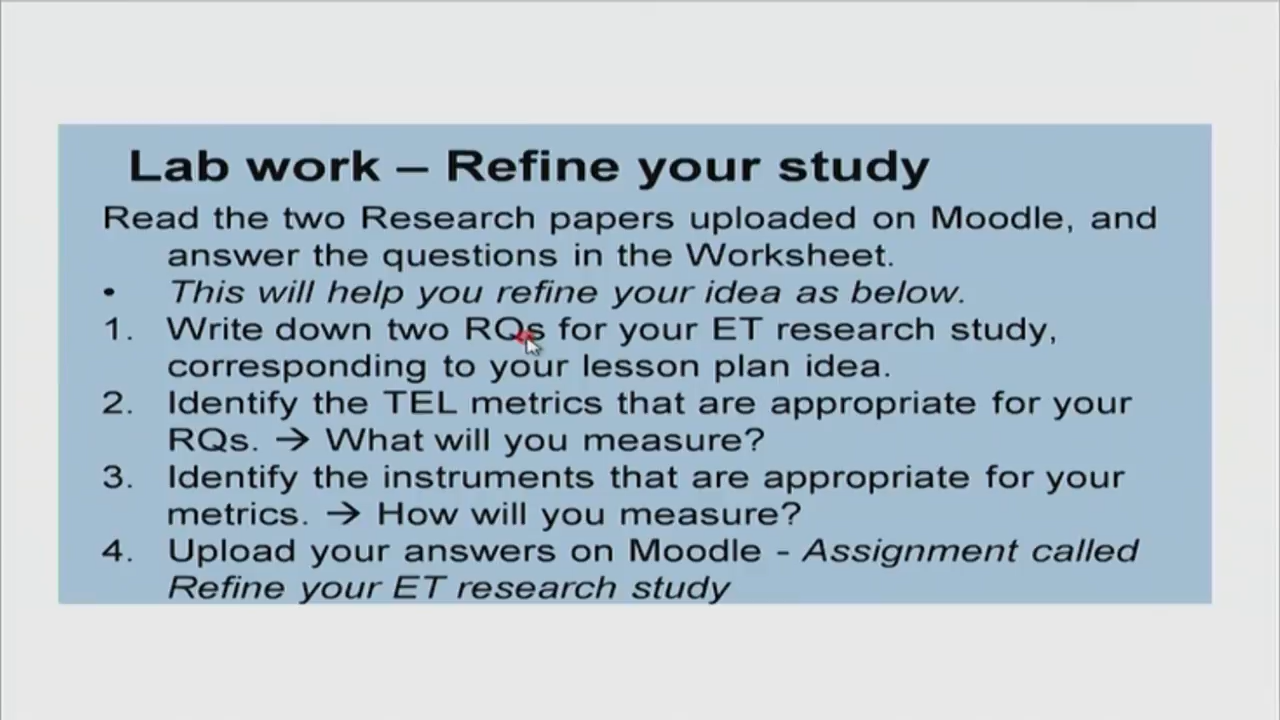 Lab work – Refine your study
Read the two Research papers uploaded on Moodle, and
answer the questions in the Worksheet.
• This will help you refine your idea as below.
1. Write down two RQs for your ET research study,
corresponding to your lesson plan idea.
2. Identify the TEL metrics that are appropriate for your
RQs. → What will you measure?
3. Identify the instruments that are appropriate for your
metrics. → How will you measure?
4. Upload your answers on Moodle - Assignment called
Refine your ET research study